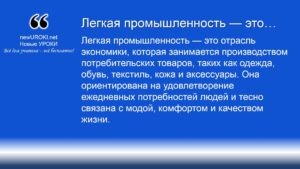 newUROKI.net
Новые УРОКИ
Всё для учителя - всё бесплатно!
Легкая промышленность — это…
Легкая промышленность — это отрасль
экономики, которая занимается производством
потребительских товаров, таких как одежда,
обувь, текстиль, кожа и аксессуары. Она
ориентирована на удовлетворение
ежедневных потребностей людей и тесно
связана с модой, комфортом и качеством
жизни.